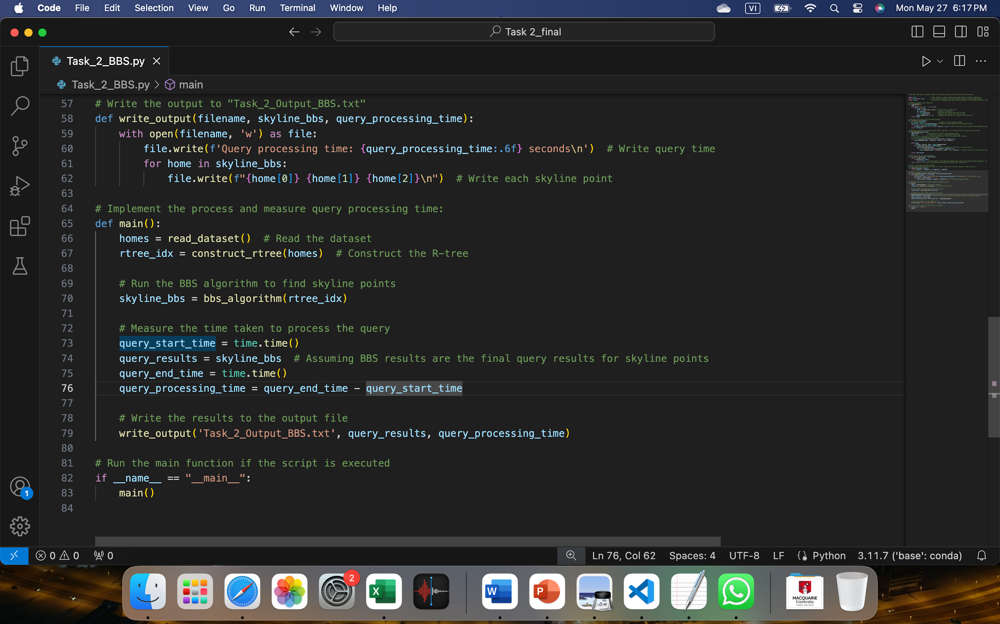 Code File Edit Selection View Go Run Terminal Window Help VI Mon May 27 6:17 PM
Task 2_final
Task_2_BBS.py
Task_2_BBS.py > main
57 # Write the output to "Task_2_Output_BBS.txt"
58 def write_output(filename, skyline_bbs, query_processing_time):
59 with open(filename, 'w') as file:
60 file.write(f'Query processing time: {query_processing_time:.6f} seconds\n') # Write query time
61 for home in skyline_bbs:
62 file.write(f"{home[0]} {home[1]} {home[2]}\n") # Write each skyline point
63
64 # Implement the process and measure query processing time:
65 def main():
66 homes = read_dataset() # Read the dataset
67 rtree_idx = construct_rtree(homes) # Construct the R-tree
68
69 # Run the BBS algorithm to find skyline points
70 skyline_bbs = bbs_algorithm(rtree_idx)
71
72 # Measure the time taken to process the query
73 query_start_time = time.time()
74 query_results = skyline_bbs # Assuming BBS results are the final query results for skyline points
75 query_end_time = time.time()
76 query_processing_time = query_end_time - query_start_time
77
78 # Write the results to the output file
79 write_output('Task_2_Output_BBS.txt', query_results, query_processing_time)
80
81 # Run the main function if the script is executed
82 if __name__ == "__main__":
83 main()
84
1
0 0 0 Ln 76, Col 62 Spaces: 4 UTF-8 LF Python 3.11.7 ('base': conda)
2
X
W
P
MACQUARIE
University